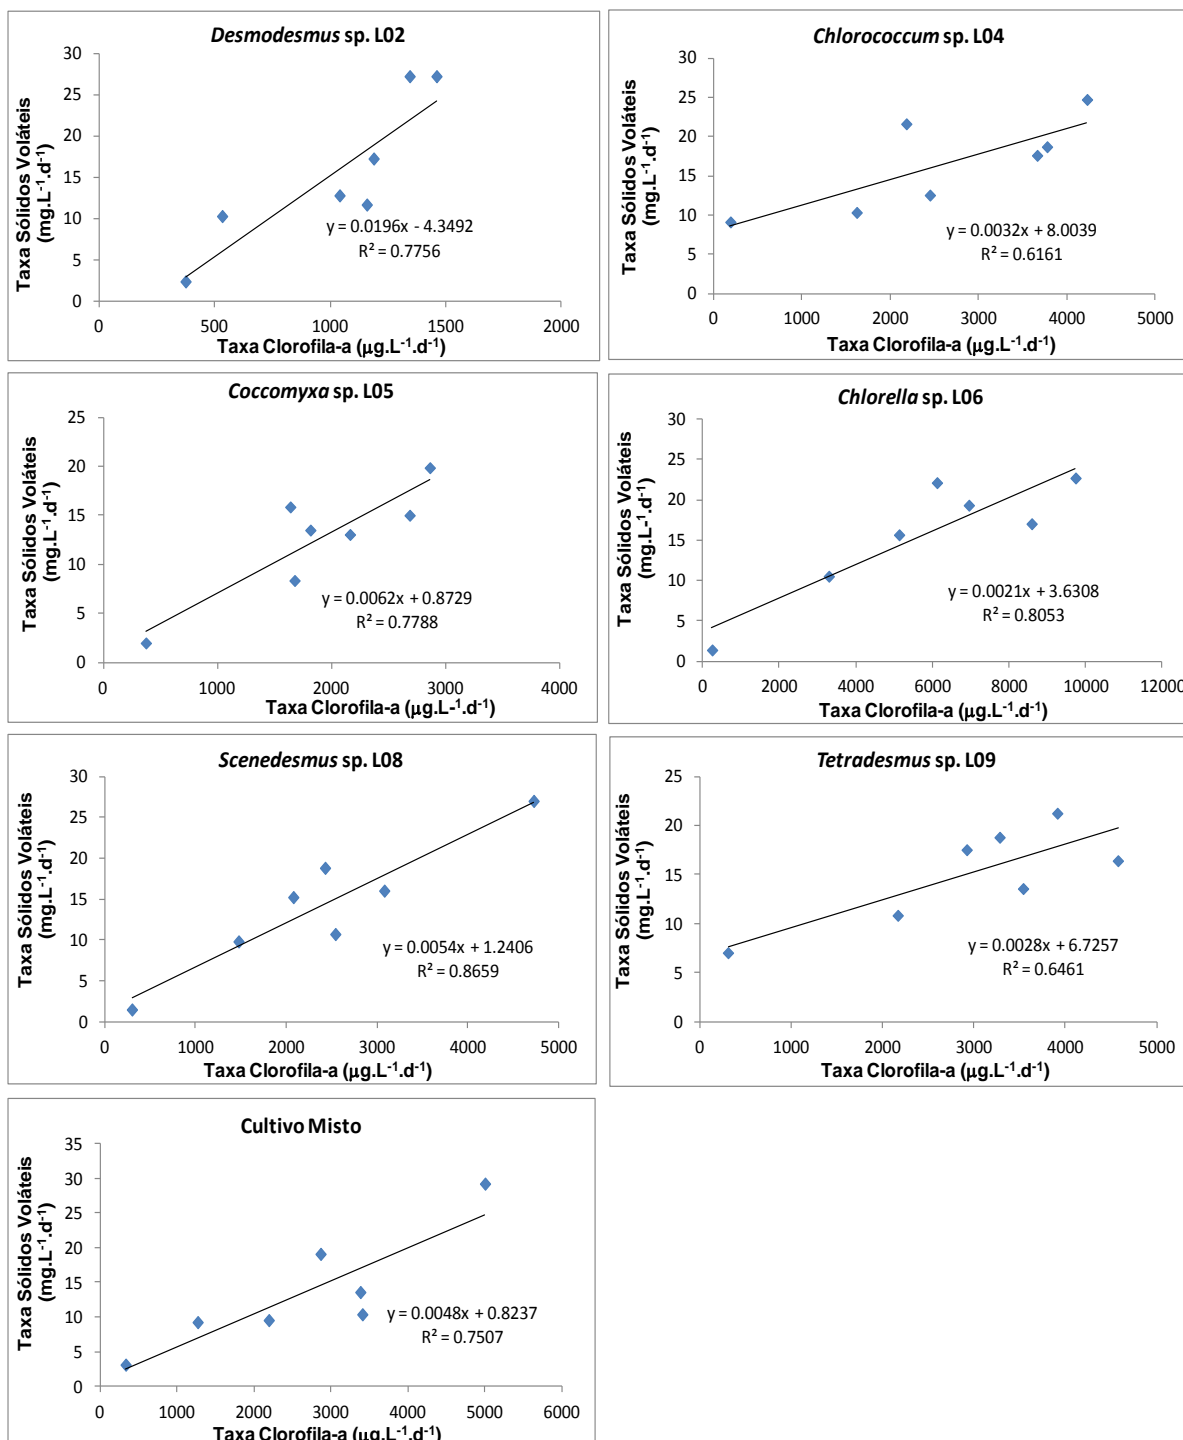 Desmodesmus sp. L02
Taxa Sólidos Voláteis
(mg.L⁻¹.d⁻¹)
30
25
20
15
10
5
0
y = 0.0196x - 4.3492
R² = 0.7756
0 500 1000 1500 2000
Taxa Clorofila-a (µg.L⁻¹.d⁻¹)
Chlorococcum sp. L04
Taxa Sólidos Voláteis
(mg.L⁻¹.d⁻¹)
30
25
20
15
10
5
0
y = 0.0032x + 8.0039
R² = 0.6161
0 1000 2000 3000 4000 5000
Taxa Clorofila-a (µg.L⁻¹.d⁻¹)
Coccomyxa sp. L05
Taxa Sólidos Voláteis
(mg.L⁻¹.d⁻¹)
25
20
15
10
5
0
y = 0.0062x + 0.8729
R² = 0.7788
0 1000 2000 3000 4000
Taxa Clorofila-a (µg.L-¹.d⁻¹)
Chlorella sp. L06
Taxa Sólidos Voláteis
(mg.L-¹.d⁻¹)
30
25
20
15
10
5
0
y = 0.0021x + 3.6308
R² = 0.8053
0 2000 4000 6000 8000 10000 12000
Taxa Clorofila-a (µg.L⁻¹.d⁻¹)
Scenedesmus sp. L08
Taxa Sólidos Voláteis
(mg.L⁻¹.d⁻¹)
30
25
20
15
10
5
0
y = 0.0054x + 1.2406
R² = 0.8659
0 1000 2000 3000 4000 5000
Taxa Clorofila-a (µg.L⁻¹.d⁻¹)
Tetradesmus sp. L09
Taxa Sólidos Voláteis
(mg.L⁻¹.d⁻¹)
25
20
15
10
5
0
y = 0.0028x + 6.7257
R² = 0.6461
0 1000 2000 3000 4000 5000
Taxa Clorofila-a (µg.L⁻¹.d⁻¹)
Cultivo Misto
Taxa Sólidos Voláteis
(mg.L⁻¹.d⁻¹)
35
30
25
20
15
10
5
0
y = 0.0048x + 0.8237
R² = 0.7507
0 1000 2000 3000 4000 5000 6000
Taxa Clorofila-a (µg.L⁻¹.d⁻¹)